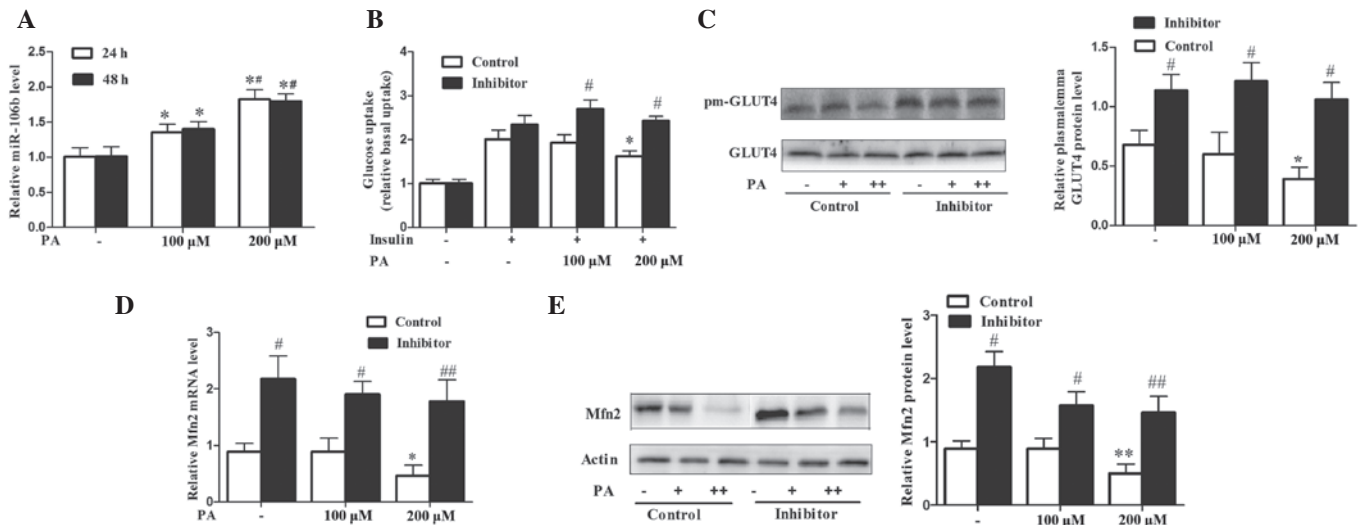 A
Relative miR-106b level
2.5
2.0
1.5
1.0
0.5
0.0
24 h
48 h
*
*
*#
*#
PA
-
100 μM
200 μM
B
Glucose uptake
(relative basal uptake)
4
3
2
1
0
Control
Inhibitor
#
*
#
Insulin
-
+
+
+
PA
-
-
100 μM
200 μM
C
pm-GLUT4
GLUT4
PA
-
+
++
-
+
++
Control
Inhibitor
Inhibitor
Control
Relative plasmalemma
GLUT4 protein level
1.5
1.0
0.5
0.0
#
#
*
#
-
100 μM
200 μM
D
Relative Mfn2 mRNA level
3
2
1
0
Control
Inhibitor
#
#
*
##
PA
-
100 μM
200 μM
E
Mfn2
Actin
PA
-
+
++
-
+
++
Control
Inhibitor
Control
Inhibitor
Relative Mfn2 protein level
3
2
1
0
#
#
**
##
-
100 μM
200 μM